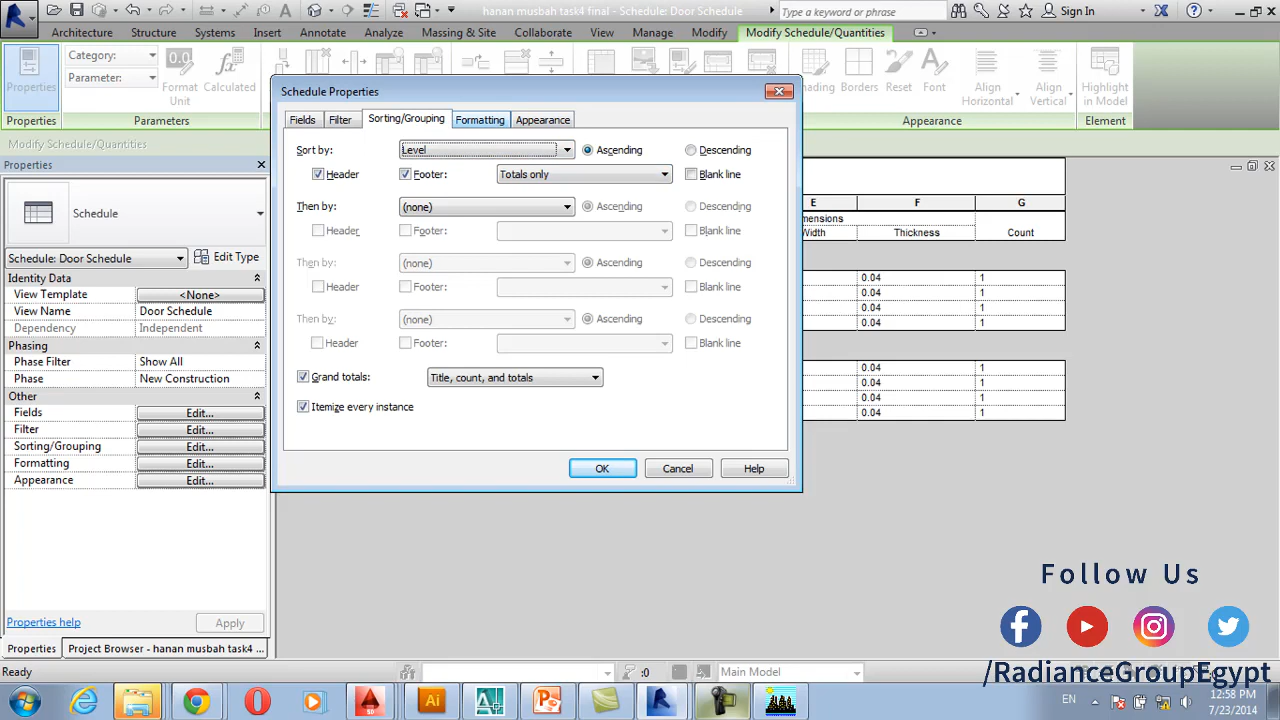 hanan musbah task4 final - Schedule: Door Schedule
Type a keyword or phrase
Sign In
Architecture Structure Systems Insert Annotate Analyze Massing & Site Collaborate View Manage Modify Modify Schedule/Quantities
Properties
Category:
Parameter:
Format Unit
Calculated
Shading
Borders
Reset
Font
Align Horizontal
Align Vertical
Highlight in Model
Properties Parameters Appearance Element
Modify Schedule/Quantities
Properties
Schedule
Schedule: Door Schedule
Edit Type
Identity Data
View Template <None>
View Name Door Schedule
Dependency Independent
Phasing
Phase Filter Show All
Phase New Construction
Other
Fields Edit...
Filter Edit...
Sorting/Grouping Edit...
Formatting Edit...
Appearance Edit...
Properties help
Apply
Properties Project Browser - hanan musbah task4 ...
Schedule Properties
Fields Filter Sorting/Grouping Formatting Appearance
Sort by: Level Ascending Descending
Header Footer: Totals only Blank line
Then by: (none) Ascending Descending
Header Footer: Blank line
Then by: (none) Ascending Descending
Header Footer: Blank line
Then by: (none) Ascending Descending
Header Footer: Blank line
Grand totals: Title, count, and totals
Itemize every instance
OK Cancel Help
E F G
mensions
Width Thickness Count
0.04 1
0.04 1
0.04 1
0.04 1
0.04 1
0.04 1
0.04 1
0.04 1
Follow Us
/RadianceGroupEgypt
Ready
:0
Main Model
EN
12:58 PM
7/23/2014